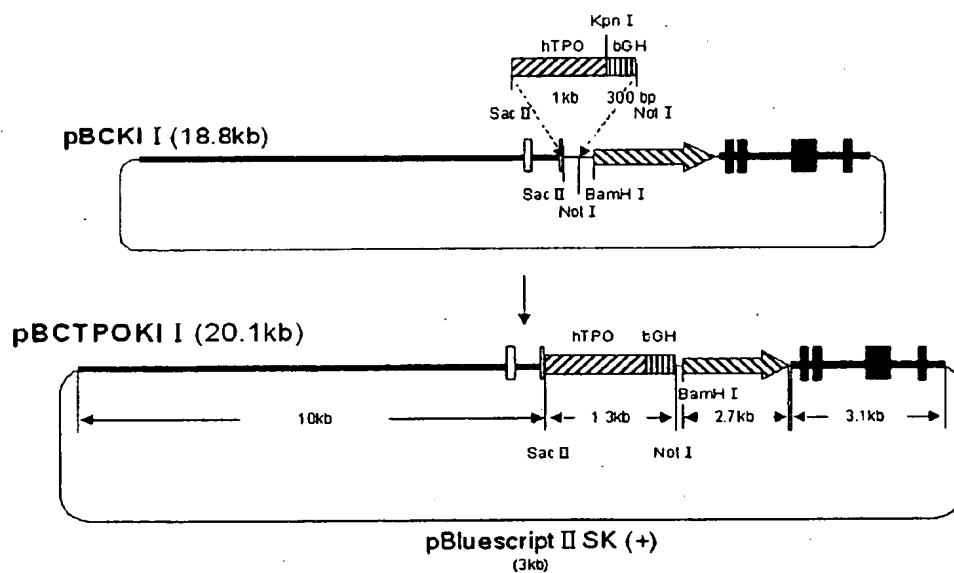 Kpn I
hTPO bGH
1kb 300 bp
Sac II Not I
pBCKI I (18.8kb)
Sac II BamH I
Not I
pBCTPOKI I (20.1kb)
hTPO bGH
BamH I
10kb 1.3kb 2.7kb 3.1kb
Sac II Not I
pBluescript II SK (+)
(3kb)